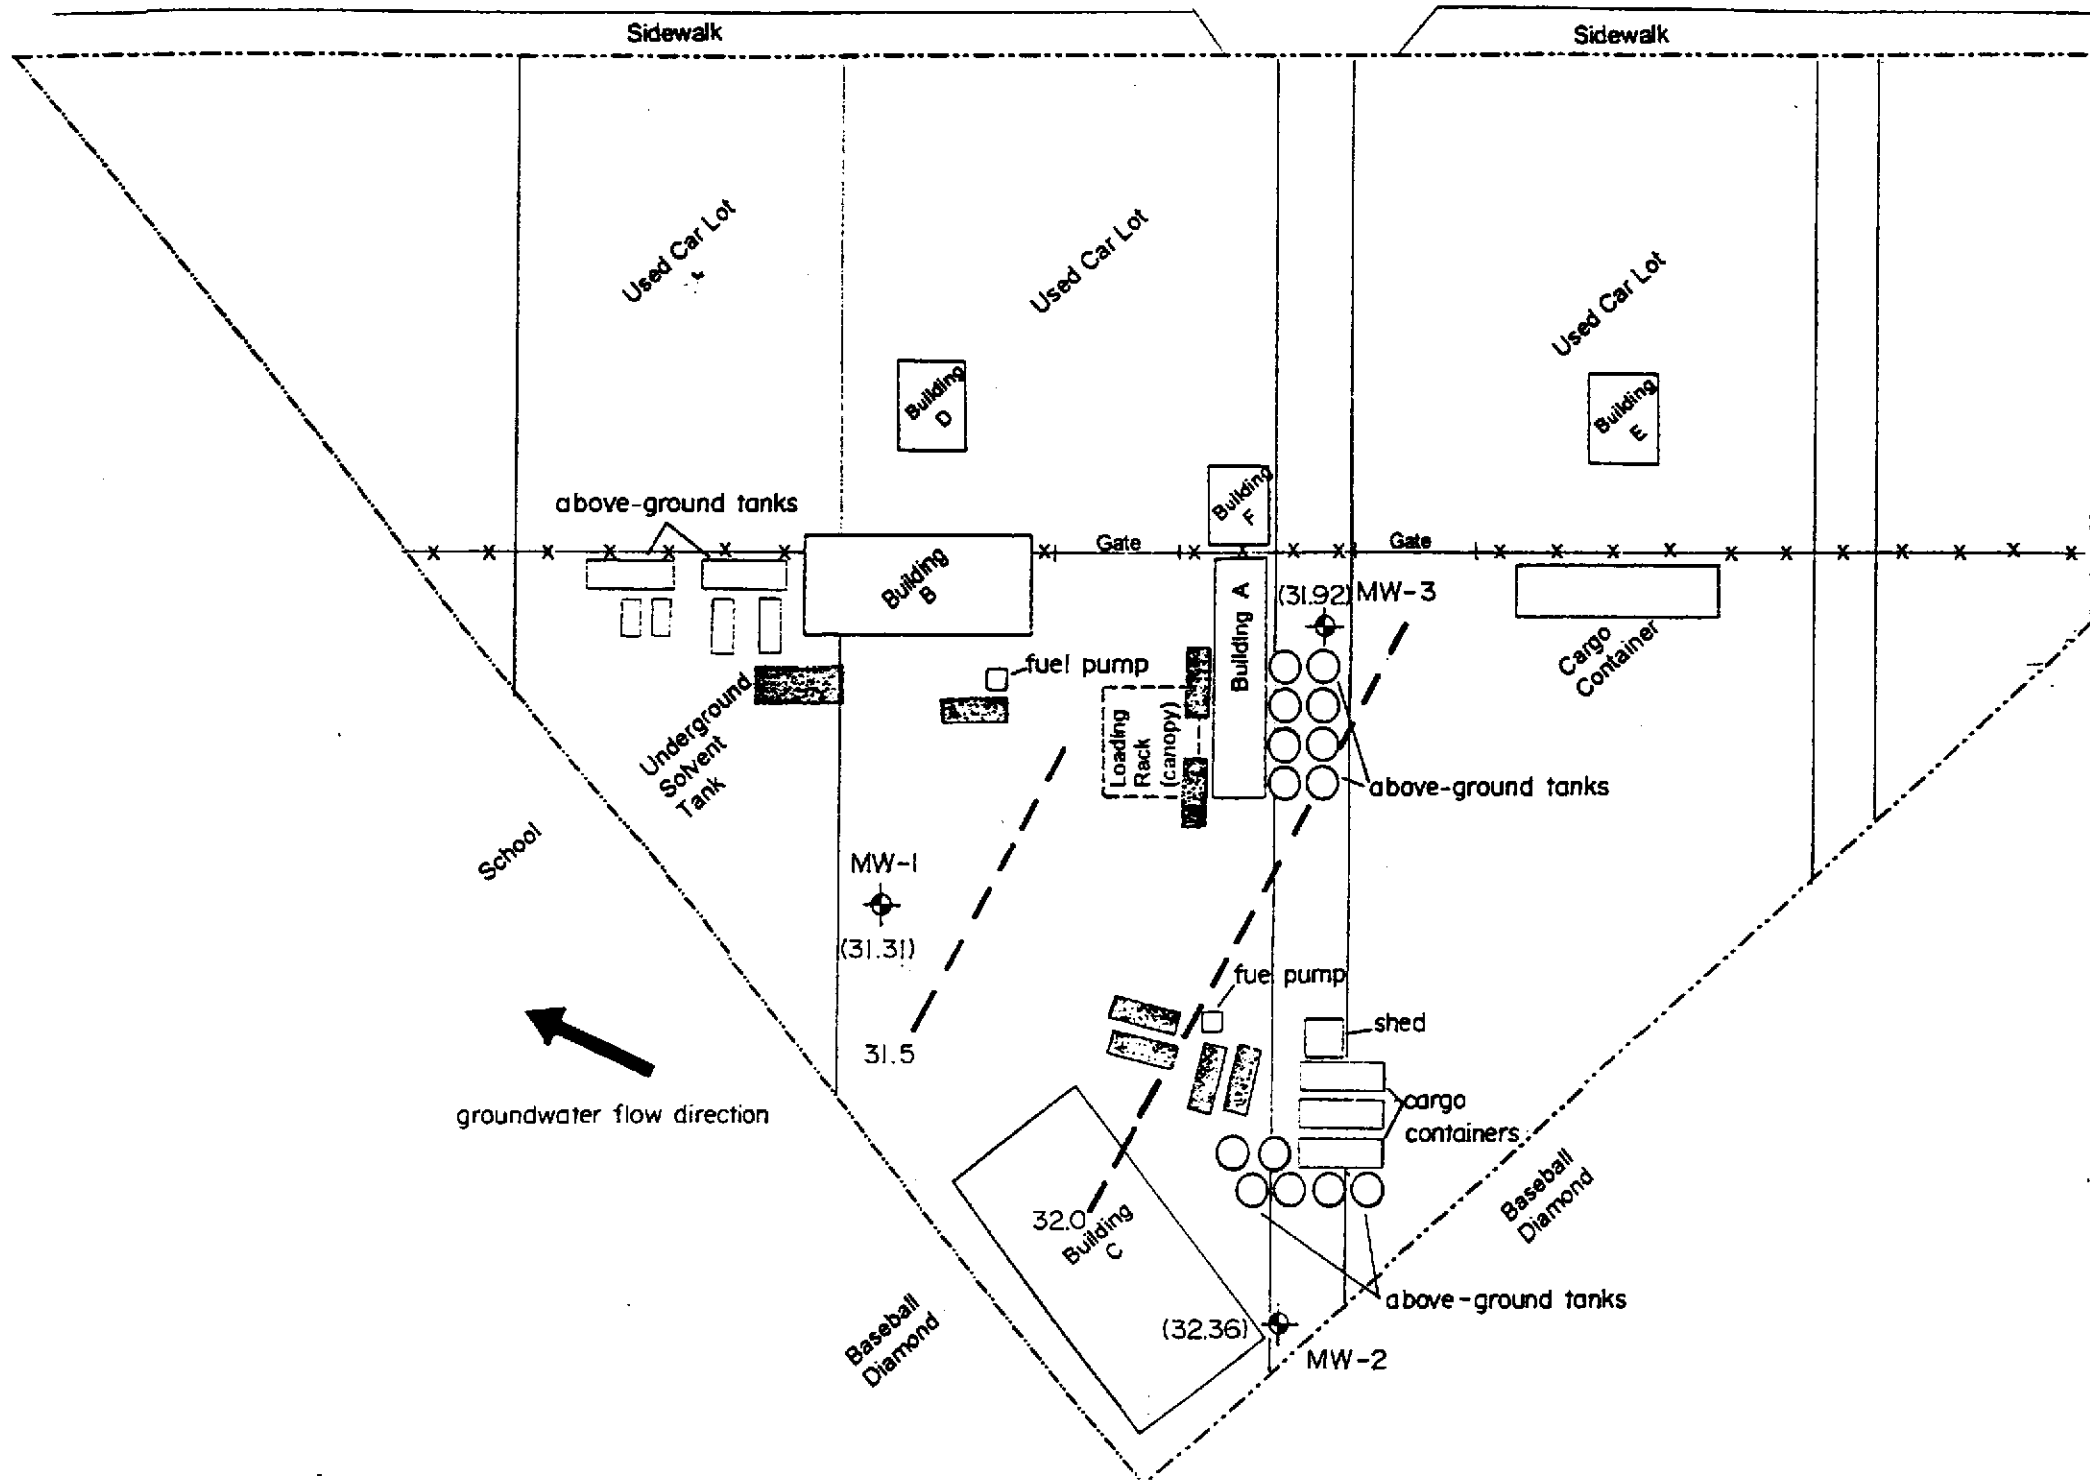 Sidewalk
Sidewalk
Used Car Lot
Used Car Lot
Used Car Lot
Building
D
Building
E
Building
F
above-ground tanks
Gate
Gate
Building
B
Building A
(31.92) MW-3
Cargo
Container
fuel pump
Underground
Solvent
Tank
Loading
Rack
(canopy)
above-ground tanks
School
MW-1
(31.31)
fuel pump
31.5
shed
groundwater flow direction
cargo
containers
Baseball
Diamond
32.0
Building
C
above-ground tanks
Baseball
Diamond
(32.36)
MW-2